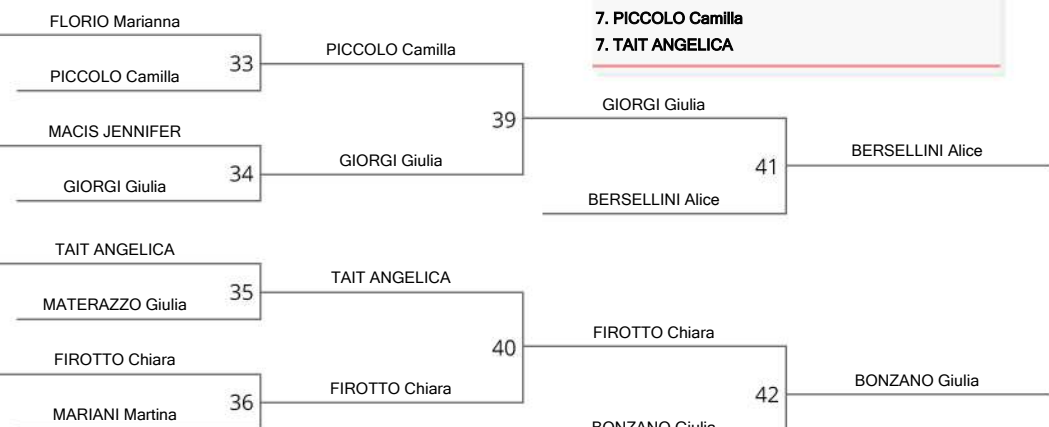 FLORIO Marianna
7. PICCOLO Camilla
PICCOLO Camilla
33
7. TAIT ANGELICA
PICCOLO Camilla
GIORGI Giulia
39
MACIS JENNIFER
BERSELLINI Alice
GIORGI Giulia
34
41
GIORGI Giulia
BERSELLINI Alice
TAIT ANGELICA
TAIT ANGELICA
35
MATERAZZO Giulia
FIROTTO Chiara
40
FIROTTO Chiara
BONZANO Giulia
FIROTTO Chiara
42
36
MARIANI Martina
BONZANO Giulia